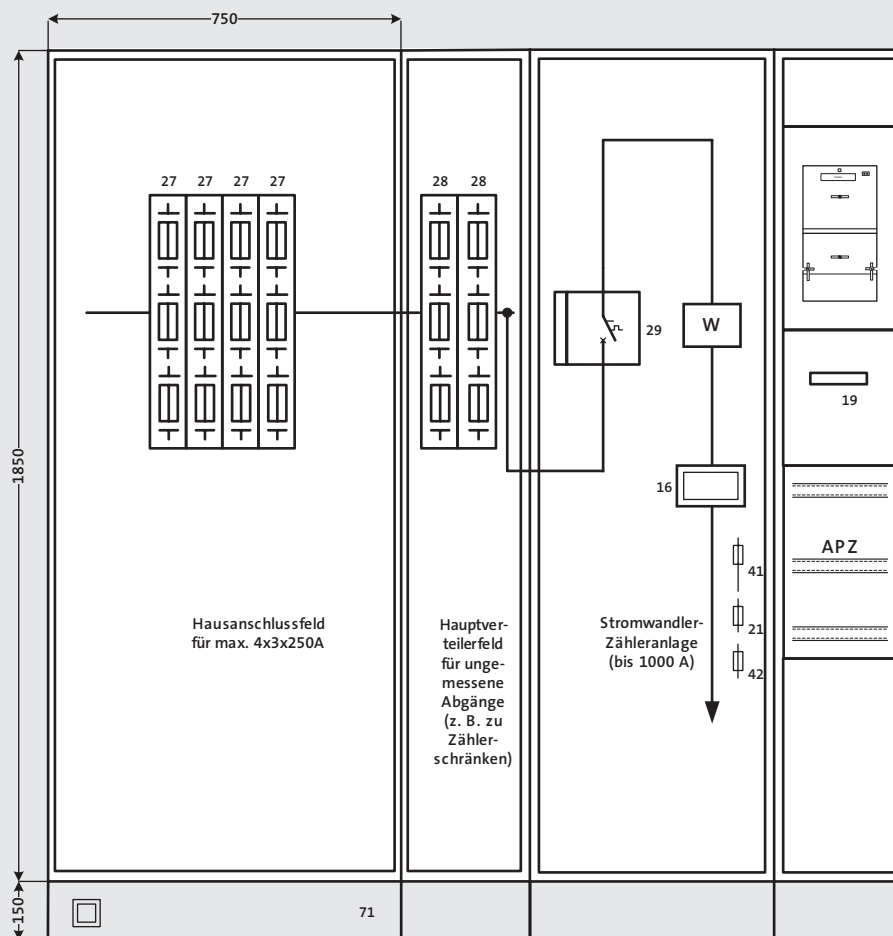 750
27 27 27 27
28 28
29
W
19
1850
16
APZ
41
21
42
Hausanschlussfeld
für max. 4x3x250A
Hauptver-
teilerfeld
für unge-
messene
Abgänge
(z. B. zu
Zähler-
schränken)
Stromwandler-
Zähleranlage
(bis 1000 A)
150
71